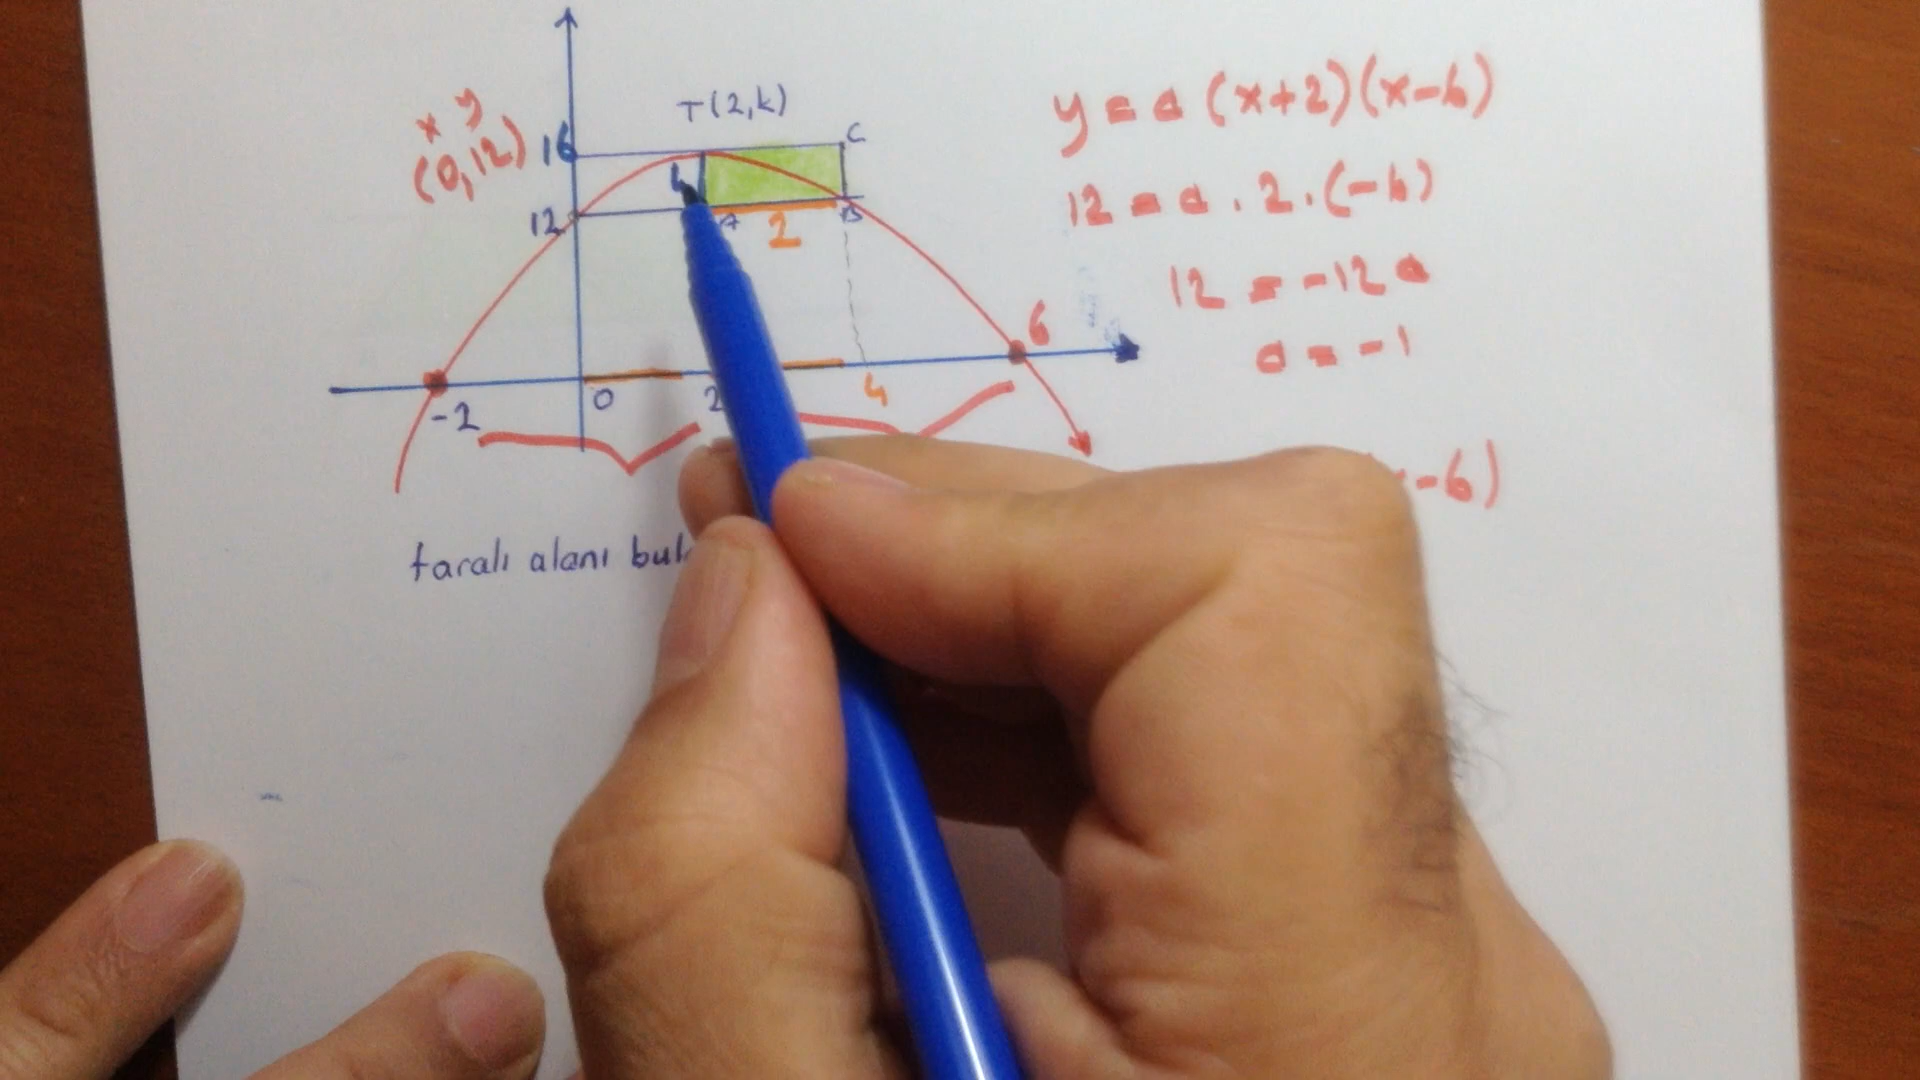 T(2,k)
x y
(0,12)
16
C
4
12
A
2
B
6
-2
0
2
4
y = a (x+2)(x-6)
12 = a . 2 . (-6)
12 = -12a
a = -1
-6)
taralı alanı